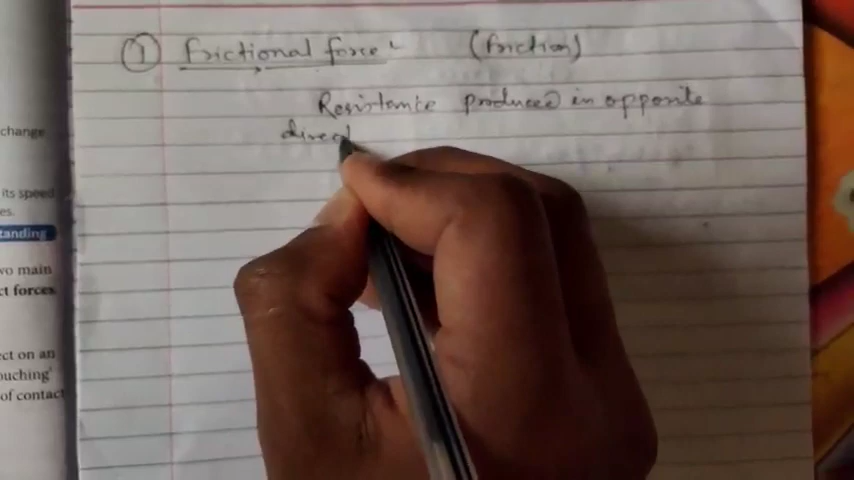 change
its speed
es.
tanding
wo main
ct forces
ect on an
ouching'
of contact
① Frictional force (friction)
Resistance produced in opposite
direct